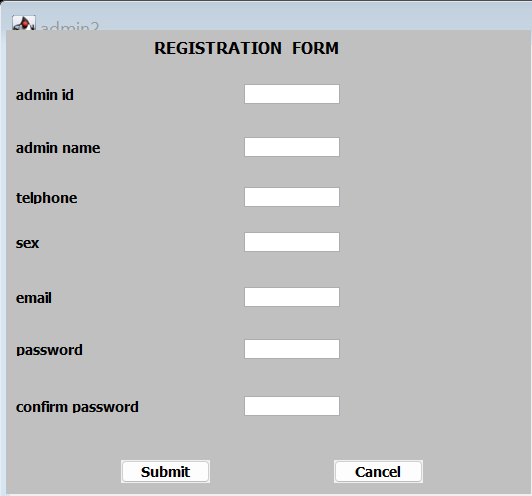 admin2
REGISTRATION FORM
admin id
admin name
telphone
sex
email
password
confirm password
Submit Cancel